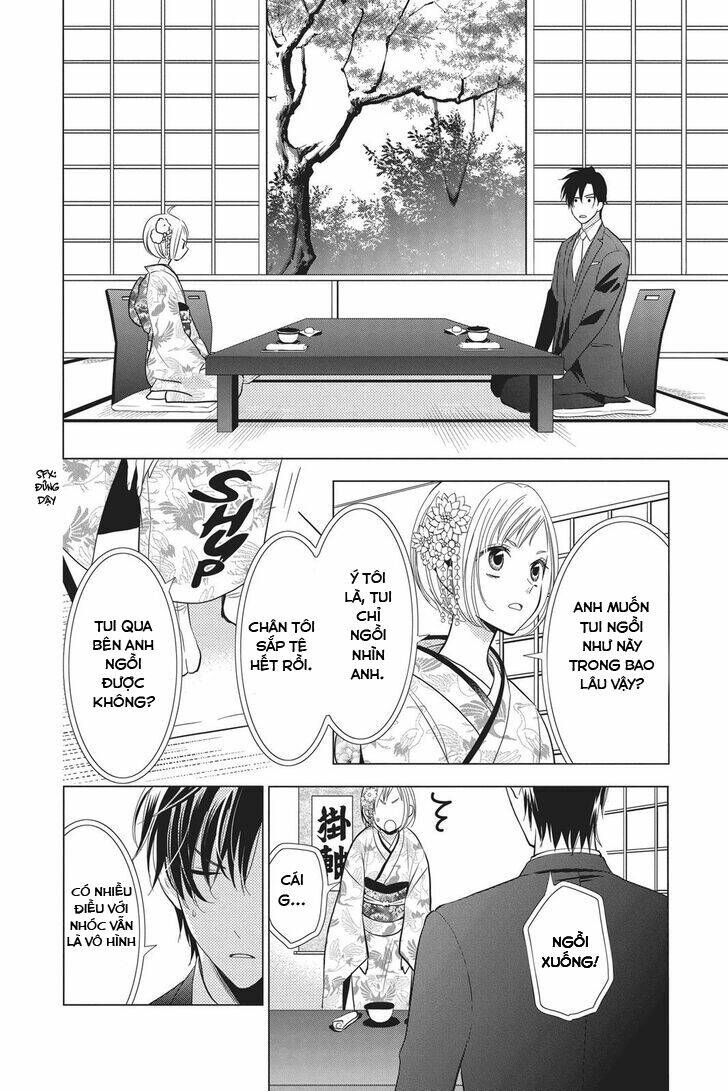 ANH MUỐN
TUI NGỒI
NHƯ NÀY
TRONG BAO
LÂU VẬY?
Ý TÔI
LÀ, TUI CHỈ
NGỒI NHÌN
ANH.
CHÂN TÔI
SẮP TÊ
HẾT RỒI.
SHUP
SFX:
ĐỨNG
DẬY
TUI QUA
BÊN ANH
NGỒI
ĐƯỢC
KHÔNG?
NGỒI
XUỐNG!
掛軸
CÁI
G...
CÓ NHIỀU
ĐIỀU VỚI
NHÓC VẪN
LÀ VÔ HÌNH